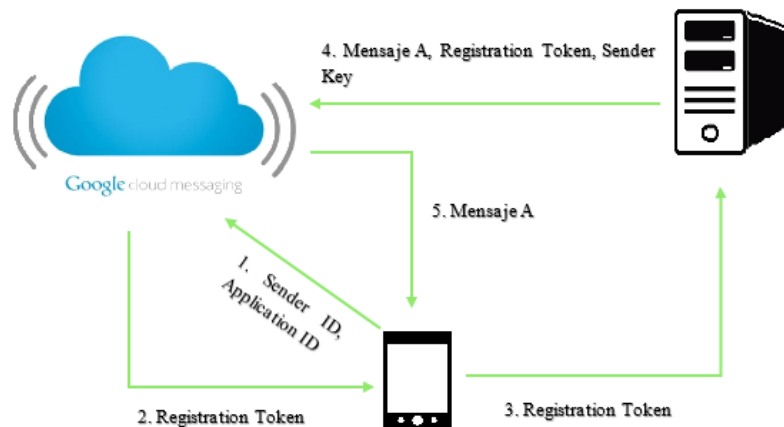 4. Mensaje A, Registration Token, Sender
Key
Google cloud messaging
5. Mensaje A
1. Sender ID,
Application ID
2. Registration Token
3. Registration Token